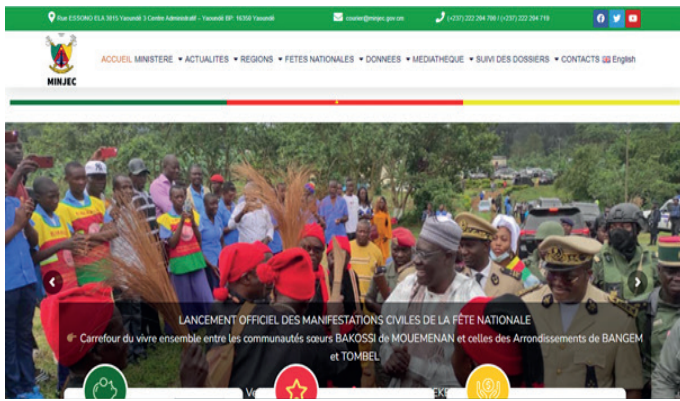 Rue ESSONO ELA 3015 Yaoundé 3 Centre Administratif - Yaoundé BP: 16350 Yaoundé
courier@minjec.gov.cm
(+237) 222 294 708 / (+237) 222 294 719
MINJEC
ACCUEIL MINISTERE ACTUALITES REGIONS FETES NATIONALES DONNEES MEDIATHEQUE SUIVI DES DOSSIERS CONTACTS English
LANCEMENT OFFICIEL DES MANIFESTATIONS CIVILES DE LA FÊTE NATIONALE
Carrefour du vivre ensemble entre les communautés sœurs BAKOSSI de MOUEMENAN et celles des Arrondissements de BANGEM
et TOMBEL